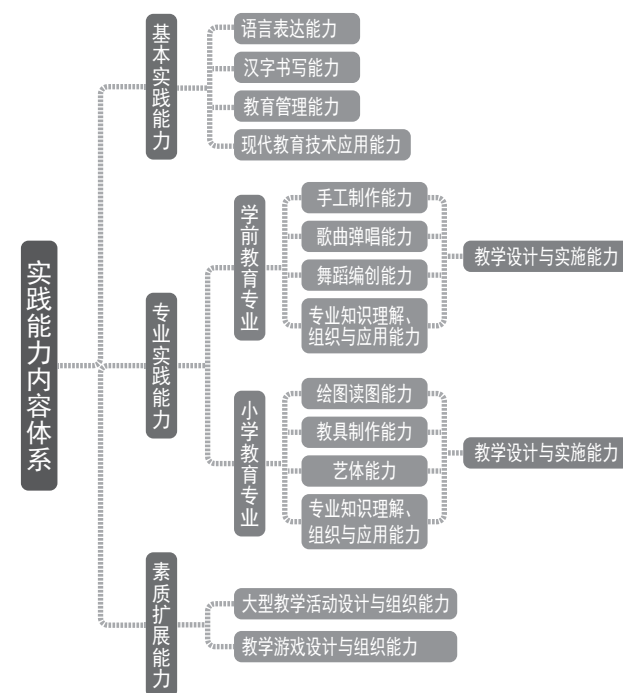 实践能力内容体系
基本实践能力
语言表达能力
汉字书写能力
教育管理能力
现代教育技术应用能力
专业实践能力
学前教育专业
手工制作能力
歌曲弹唱能力
舞蹈编创能力
专业知识理解、
组织与应用能力
教学设计与实施能力
小学教育专业
绘图读图能力
教具制作能力
艺体能力
专业知识理解、
组织与应用能力
教学设计与实施能力
素质扩展能力
大型教学活动设计与组织能力
教学游戏设计与组织能力